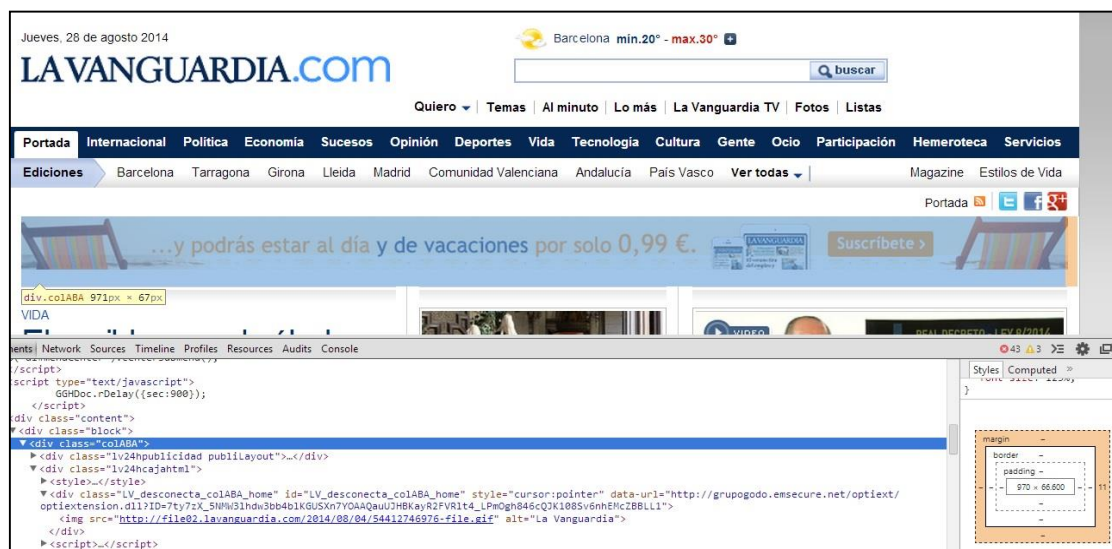 Jueves, 28 de agosto 2014
Barcelona mín.20° - max.30°
LAVANGUARDIA.COM
buscar
Quiero Temas Al minuto Lo más La Vanguardia TV Fotos Listas
Portada Internacional Política Economía Sucesos Opinión Deportes Vida Tecnología Cultura Gente Ocio Participación Hemeroteca Servicios
Ediciones Barcelona Tarragona Girona Lleida Madrid Comunidad Valenciana Andalucía País Vasco Ver todas Magazine Estilos de Vida
Portada
...y podrás estar al día y de vacaciones por solo 0,99 €. LAVANGUARDIA Suscríbete >
div.colABA 971px × 67px
VIDA
VIDEO
REAL DECRETO - LEY 8/2014
ents Network Sources Timeline Profiles Resources Audits Console 43 3
Styles Computed »
/script>
script type="text/javascript">
GGHDoc.rDelay({sec:900});
</script>
<div class="content">
<div class="block">
<div class="colABA">
<div class="lv24hpublicidad publiLayout">…</div>
<div class="lv24hcajahtml">
<style>…</style>
<div class="LV_desconecta_colABA_home" id="LV_desconecta_colABA_home" style="cursor:pointer" data-url="http://grupogodo.emsecure.net/optiext/
<img src="http://file02.lavanguardia.com/2014/08/04/54412746976-file.gif" alt="La Vanguardia">
</div>
<script>…</script>
}
margin -
border -
padding -
- - - 970 × 66.600 - - 11
-
-
-